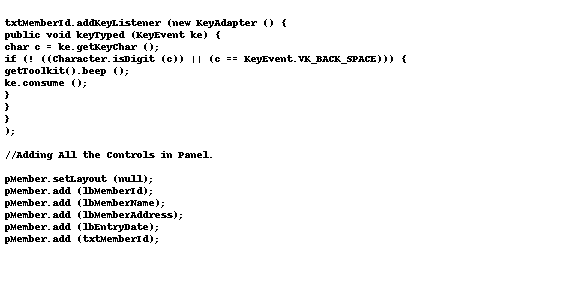 txtMemberId.addKeyListener (new KeyAdapter () {
public void keyTyped (KeyEvent ke) {
char c = ke.getKeyChar ();
if (! ((Character.isDigit (c)) || (c == KeyEvent.VK_BACK_SPACE))) {
getToolkit().beep ();
ke.consume ();
}
}
}
);
//Adding All the Controls in Panel.
pMember.setLayout (null);
pMember.add (lbMemberId);
pMember.add (lbMemberName);
pMember.add (lbMemberAddress);
pMember.add (lbEntryDate);
pMember.add (txtMemberId);